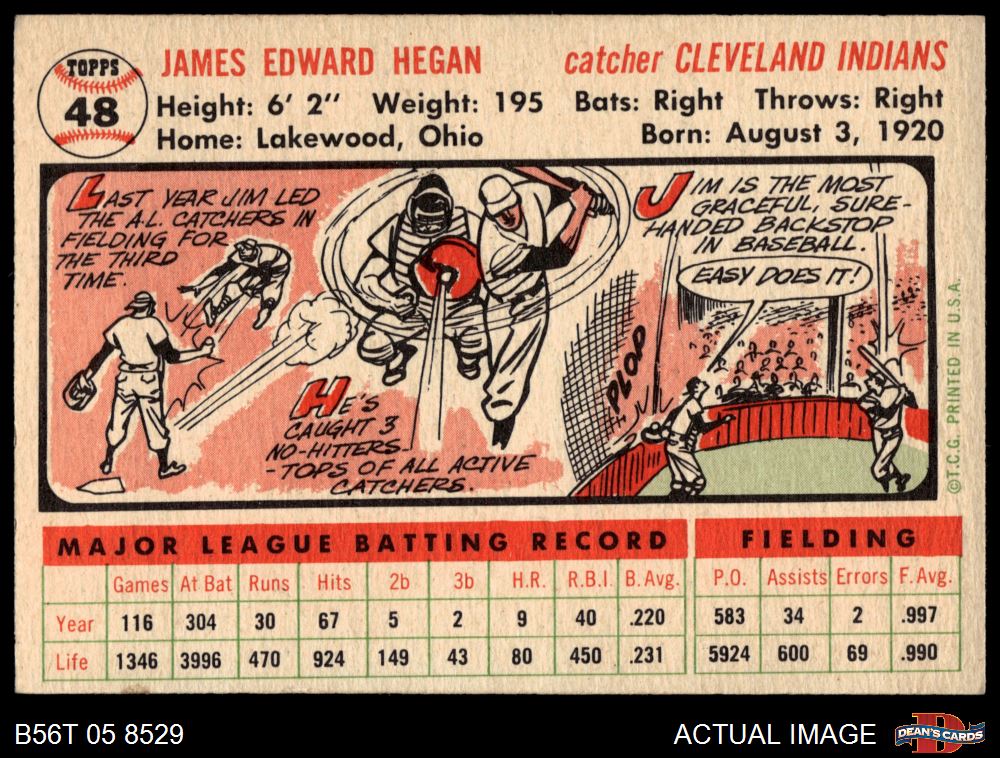 TOPPS
48
JAMES EDWARD HEGAN
catcher CLEVELAND INDIANS
Height: 6' 2" Weight: 195 Bats: Right Throws: Right
Home: Lakewood, Ohio Born: August 3, 1920
LAST YEAR JIM LED
THE A.L. CATCHERS IN
FIELDING FOR
THE THIRD
TIME.
HE'S
CAUGHT 3
NO-HITTERS-
-TOPS OF ALL ACTIVE
CATCHERS.
JIM IS THE MOST
GRACEFUL, SURE-
HANDED BACKSTOP
IN BASEBALL.
EASY DOES IT!
PLOP
©T.C.G. PRINTED IN U.S.A.
MAJOR LEAGUE BATTING RECORD FIELDING
Games At Bat Runs Hits 2b 3b H.R. R.B.I. B. Avg. P.O. Assists Errors F. Avg.
Year 116 304 30 67 5 2 9 40 .220 583 34 2 .997
Life 1346 3996 470 924 149 43 80 450 .231 5924 600 69 .990
B56T 05 8529 ACTUAL IMAGE DEAN'S CARDS